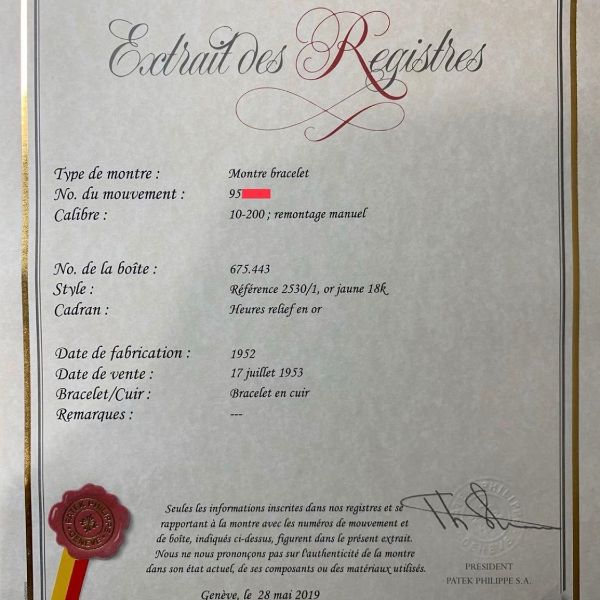 Extrait des Registres
Type de montre : Montre bracelet
No. du mouvement : 95
Calibre : 10-200 ; remontage manuel
No. de la boîte : 675.443
Style : Référence 2530/1, or jaune 18k
Cadran : Heures relief en or
Date de fabrication : 1952
Date de vente : 17 juillet 1953
Bracelet/Cuir : Bracelet en cuir
Remarques : ---
Seules les informations inscrites dans nos registres et se
rapportant à la montre avec les numéros de mouvement et
de boîte, indiqués ci-dessus, figurent dans le présent extrait.
Nous ne nous prononçons pas sur l'authenticité de la montre
dans son état actuel, de ses composants ou des matériaux utilisés.
PRESIDENT
PATEK PHILIPPE S.A.
Genève, le 28 mai 2019